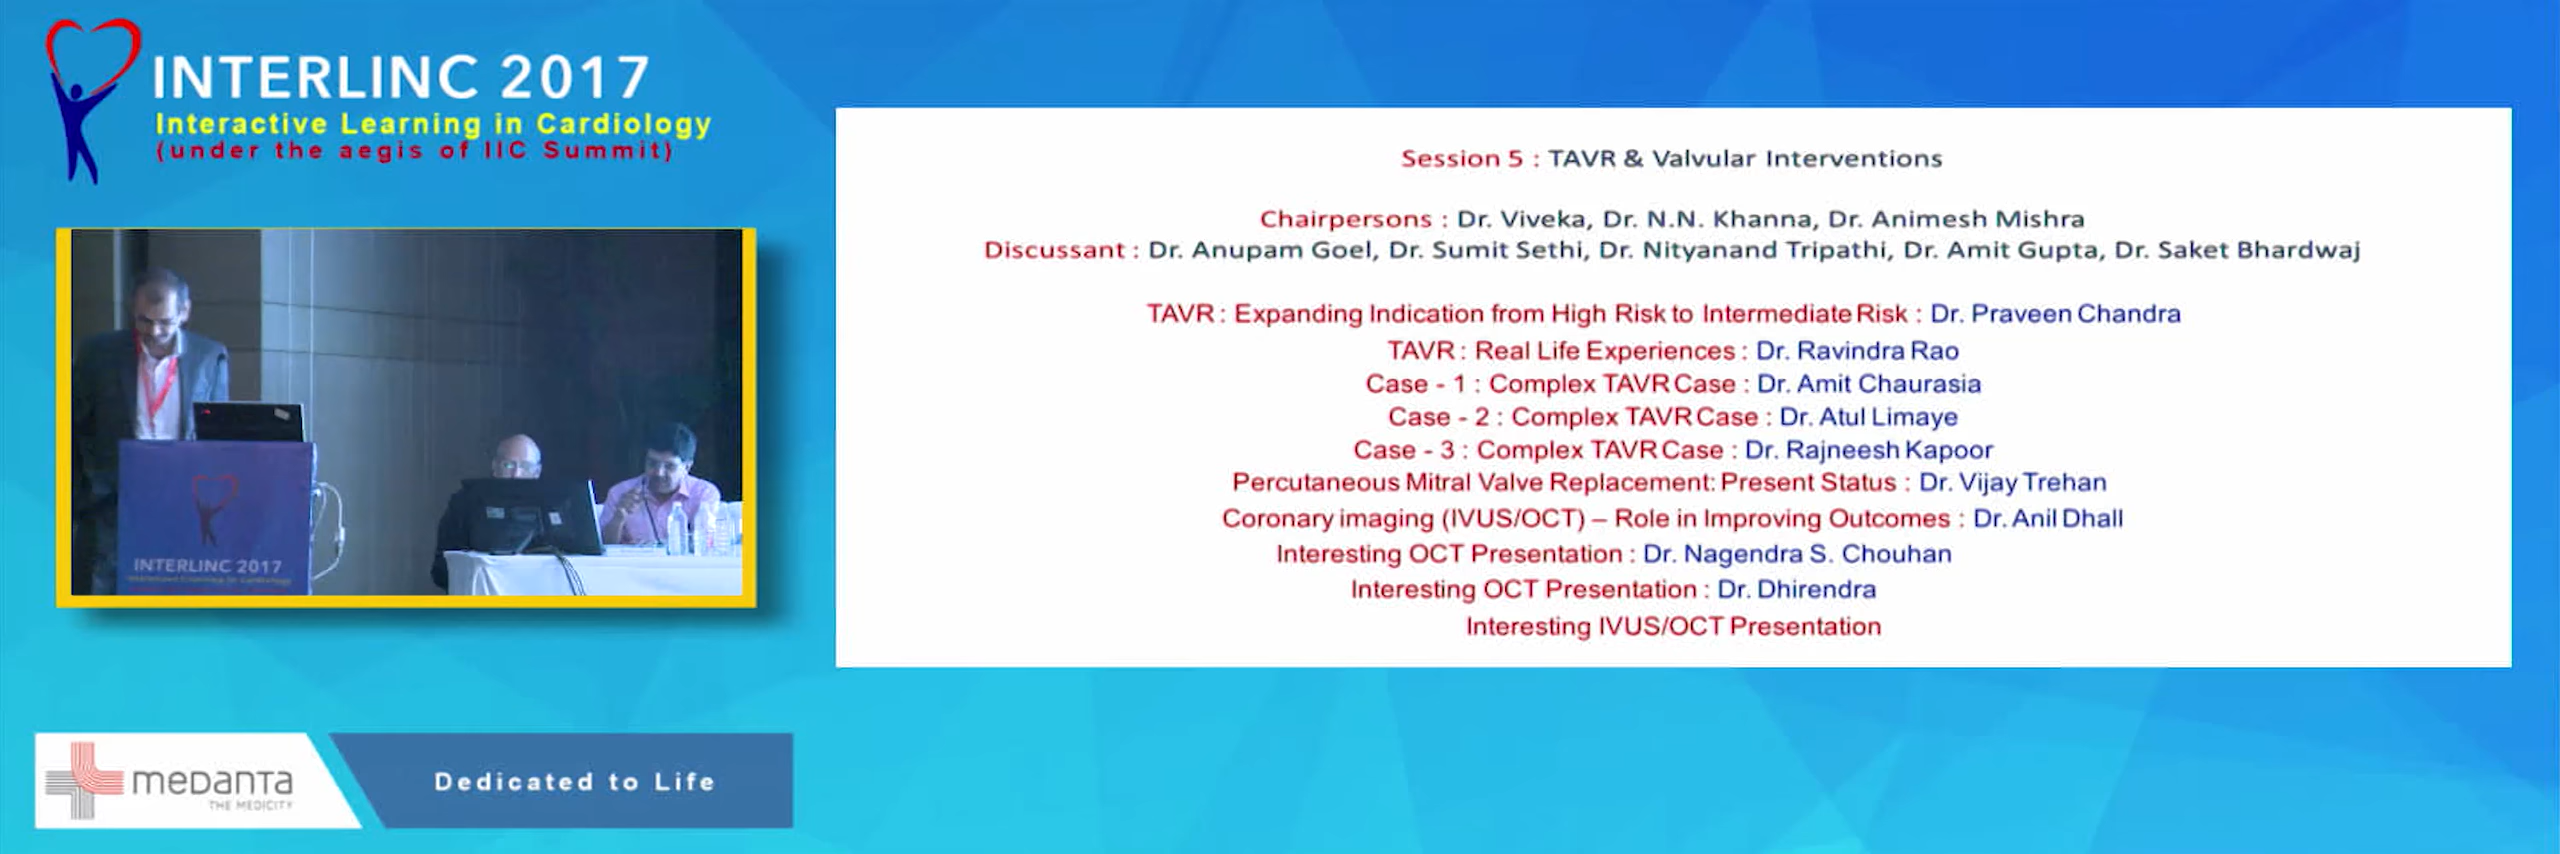 INTERLINC 2017
Interactive Learning in Cardiology
(under the aegis of IIC Summit)
Session 5 : TAVR & Valvular Interventions
Chairpersons : Dr. Viveka, Dr. N.N. Khanna, Dr. Animesh Mishra
Discussant : Dr. Anupam Goel, Dr. Sumit Sethi, Dr. Nityanand Tripathi, Dr. Amit Gupta, Dr. Saket Bhardwaj
TAVR : Expanding Indication from High Risk to Intermediate Risk : Dr. Praveen Chandra
TAVR : Real Life Experiences : Dr. Ravindra Rao
Case - 1 : Complex TAVR Case : Dr. Amit Chaurasia
Case - 2 : Complex TAVR Case : Dr. Atul Limaye
Case - 3 : Complex TAVR Case : Dr. Rajneesh Kapoor
Percutaneous Mitral Valve Replacement: Present Status : Dr. Vijay Trehan
Coronary imaging (IVUS/OCT) – Role in Improving Outcomes : Dr. Anil Dhall
Interesting OCT Presentation : Dr. Nagendra S. Chouhan
Interesting OCT Presentation : Dr. Dhirendra
Interesting IVUS/OCT Presentation
INTERLINC 2017
Interactive Learning in Cardiology
meDanTa
THE MEDICITY
Dedicated to Life